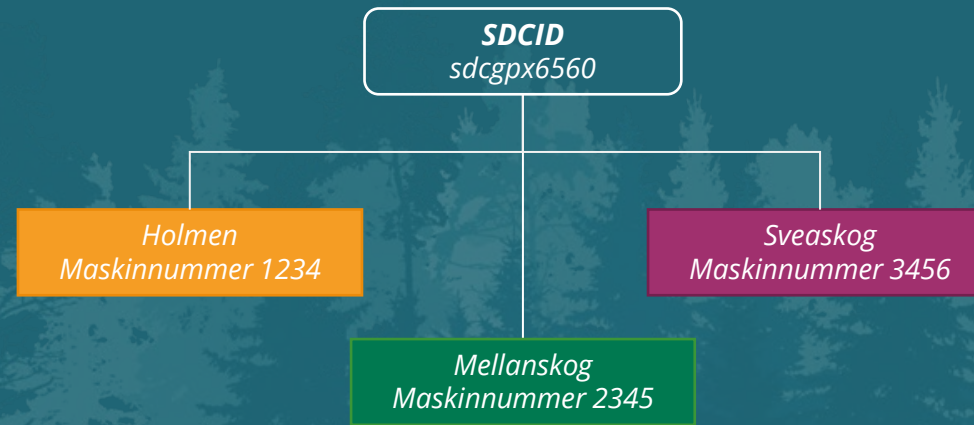 SDCID
sdcgpx6560
Holmen
Maskinnummer 1234
Sveaskog
Maskinnummer 3456
Mellanskog
Maskinnummer 2345